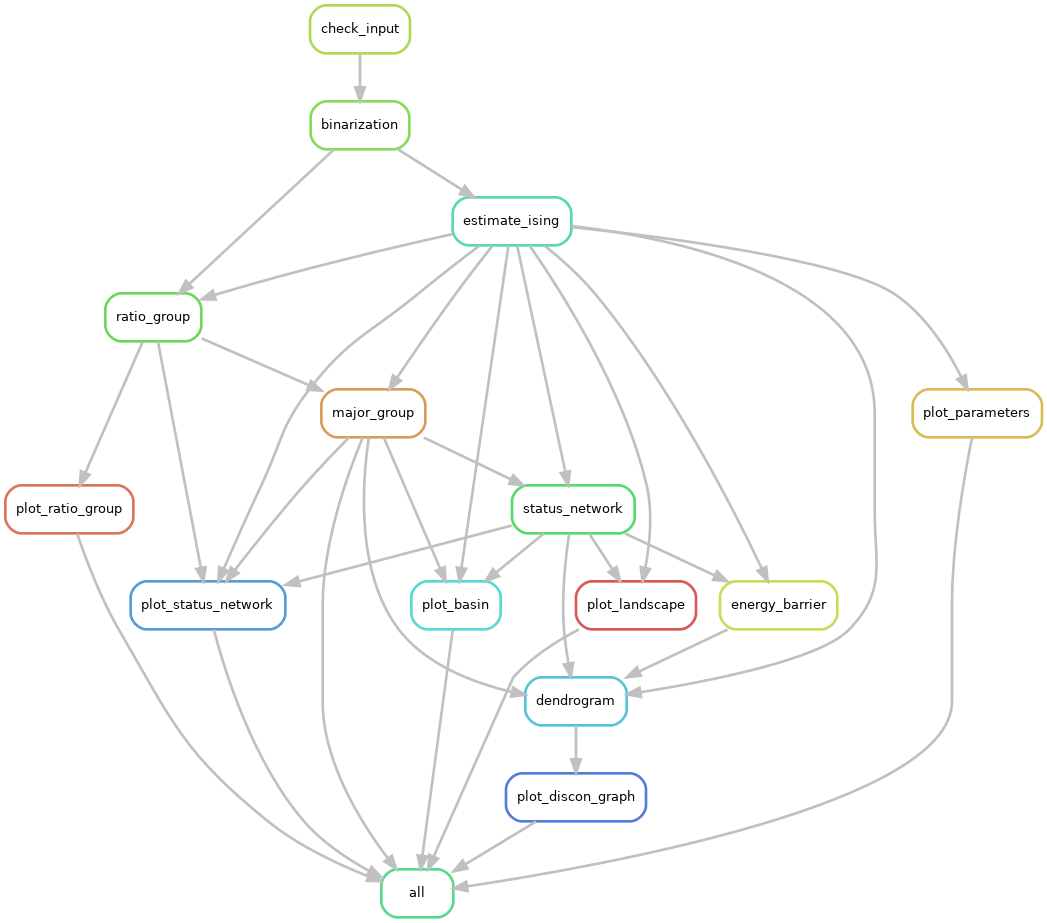 check_input
binarization
estimate_ising
ratio_group
major_group
plot_parameters
plot_ratio_group
status_network
plot_status_network
plot_basin
plot_landscape
energy_barrier
dendrogram
plot_discon_graph
all